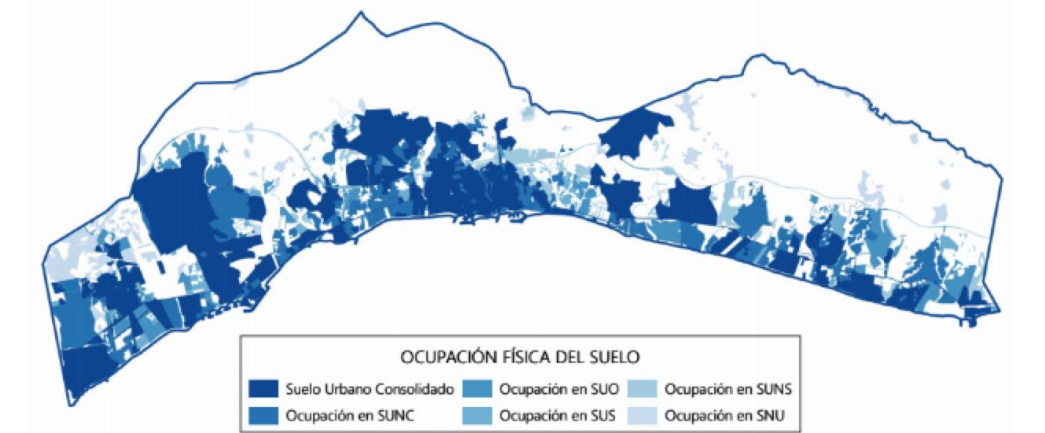 OCUPACIÓN FÍSICA DEL SUELO
Suelo Urbano Consolidado Ocupación en SUO Ocupación en SUNS
Ocupación en SUNC Ocupación en SUS Ocupación en SNU